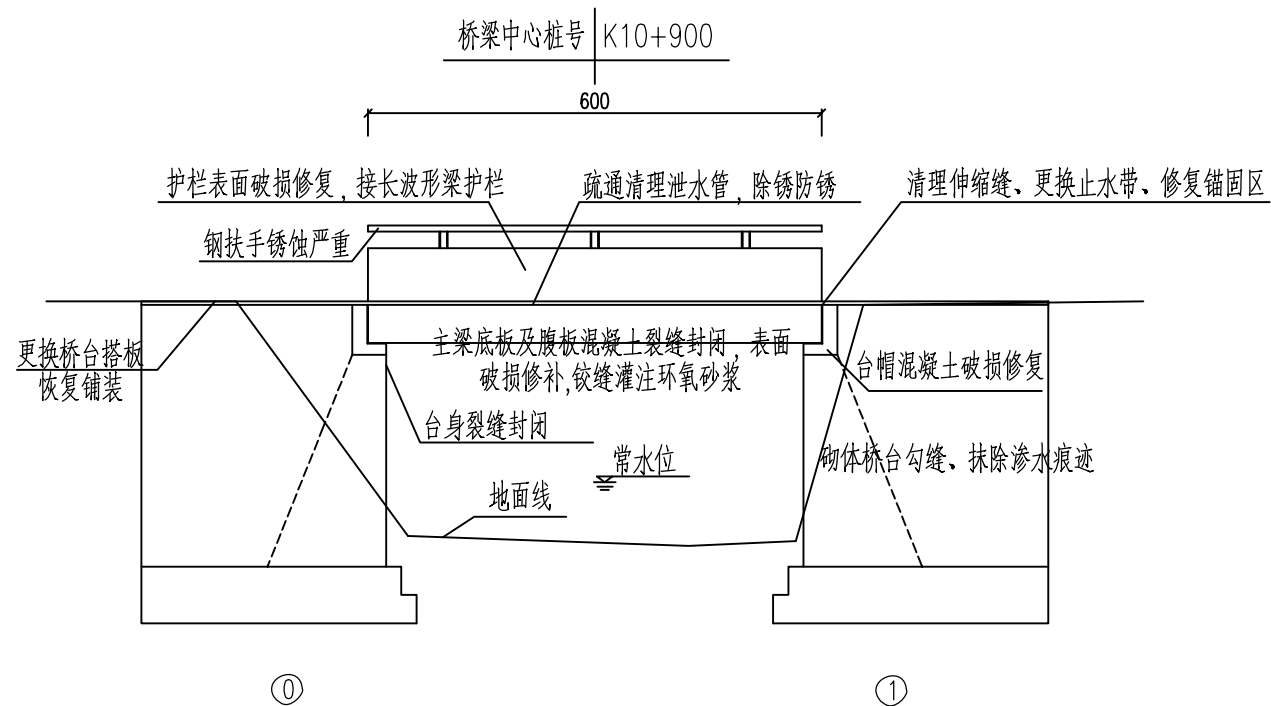 桥梁中心桩号 K10+900
600
护栏表面破损修复，接长波形梁护栏
疏通清理泄水管，除锈防锈
清理伸缩缝、更换止水带、修复锚固区
钢扶手锈蚀严重
更换桥台搭板
恢复铺装
主梁底板及腹板混凝土裂缝封闭，表面
破损修补,铰缝灌注环氧砂浆
台帽混凝土破损修复
台身裂缝封闭
常水位
砌体桥台勾缝、抹除渗水痕迹
地面线
0
1